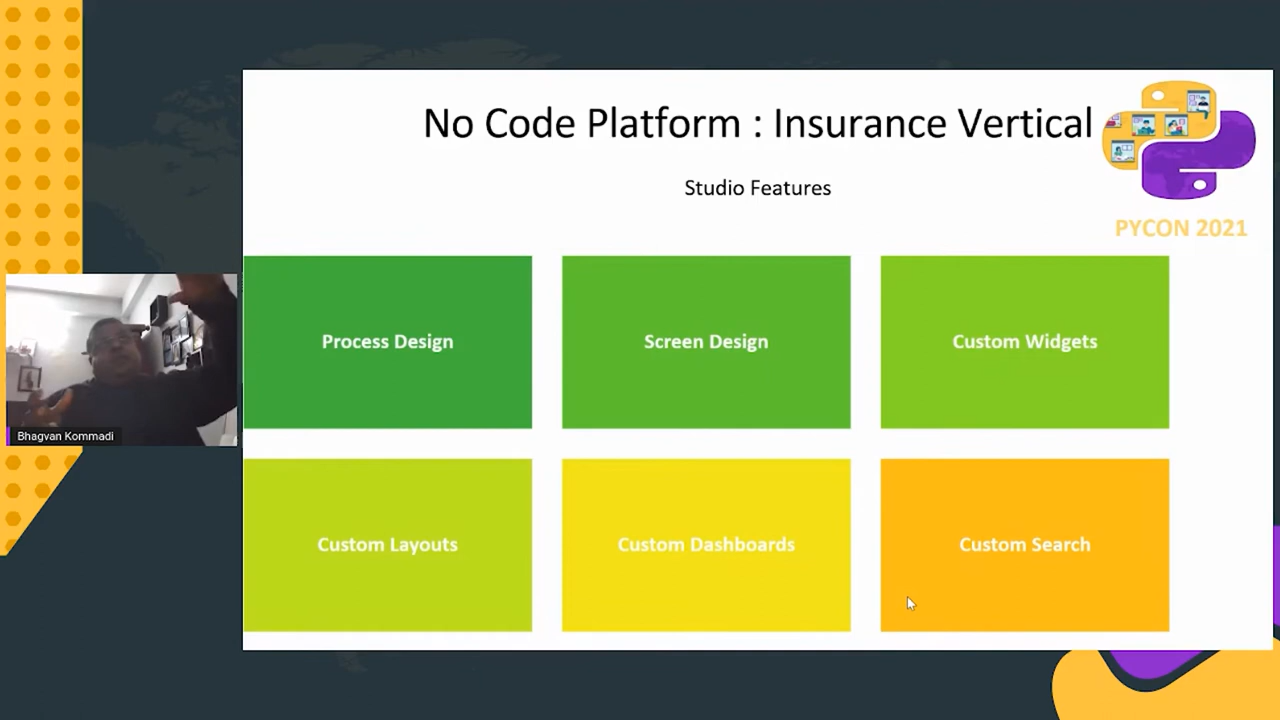 No Code Platform : Insurance Vertical
Studio Features
PYCON 2021
Process Design
Screen Design
Custom Widgets
Bhagvan Kommadi
Custom Layouts
Custom Dashboards
Custom Search